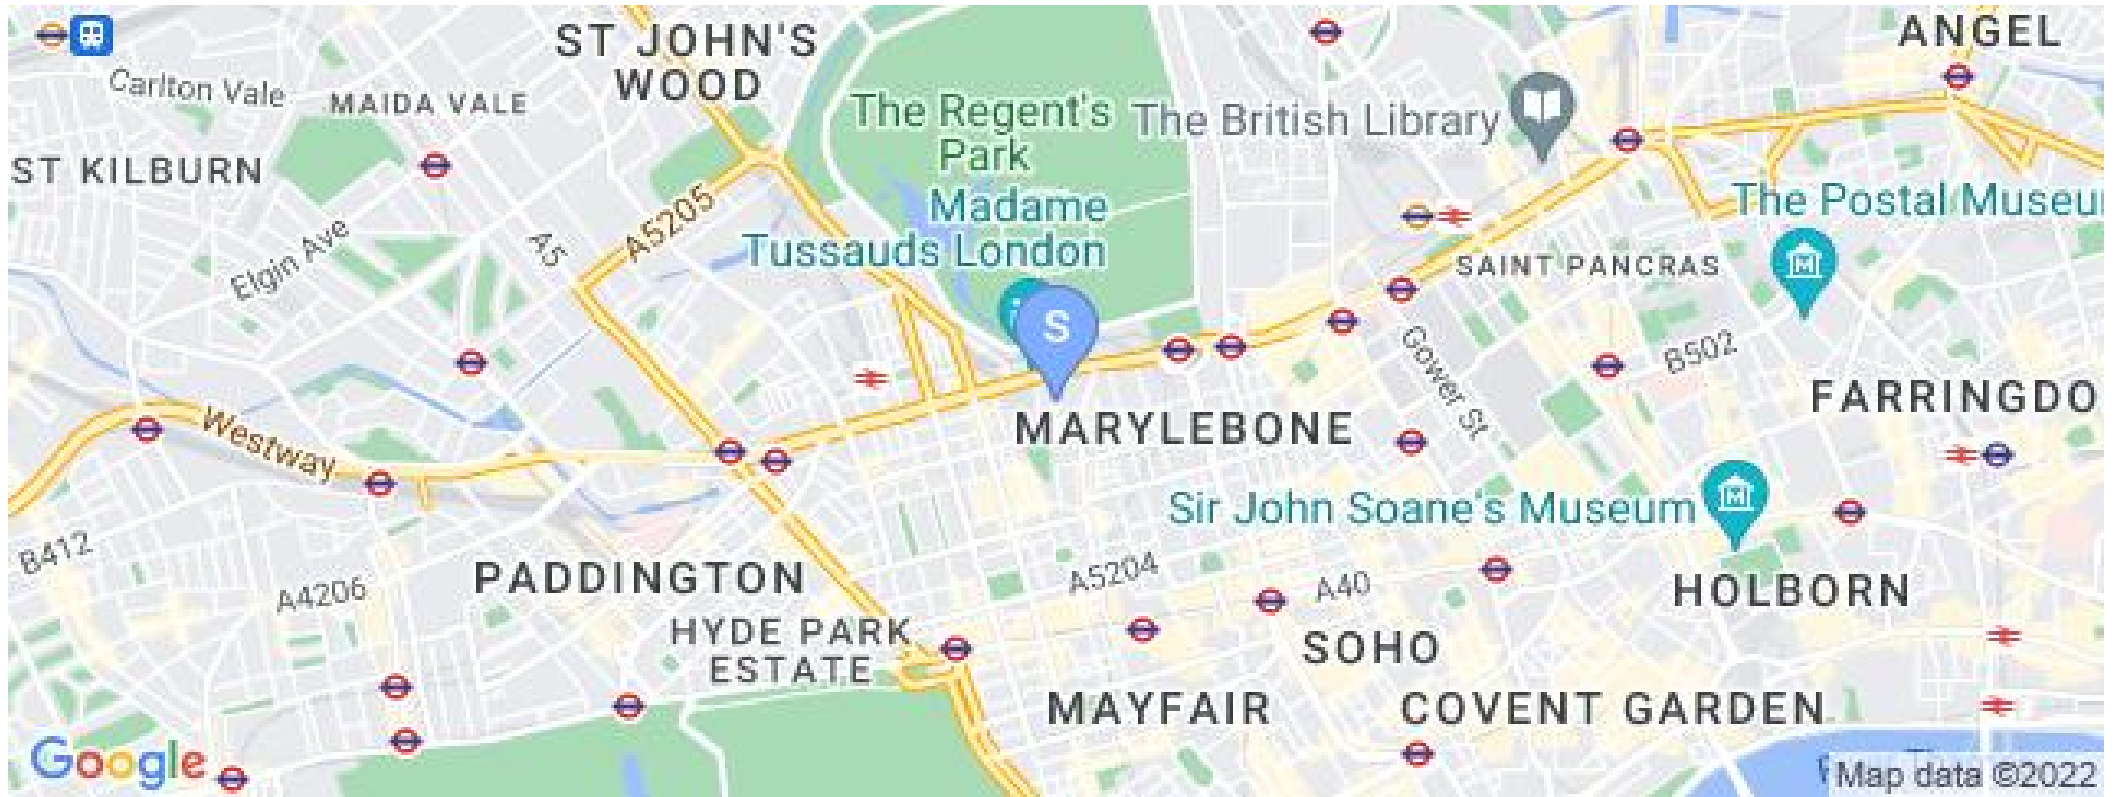 ANGEL
ST JOHN'S
WOOD
Carlton Vale
MAIDA VALE
The Regent's
Park
The British Library
ST KILBURN
A5205
Madame
Tussauds London
The Postal Museu
Elgin Ave
A5
SAINT PANCRAS
S
Gower St
B502
FARRINGDO
Westway
MARYLEBONE
Sir John Soane's Museum
B412
A4206
PADDINGTON
A5204
A40
HOLBORN
HYDE PARK
ESTATE
SOHO
MAYFAIR
COVENT GARDEN
Google
Map data ©2022